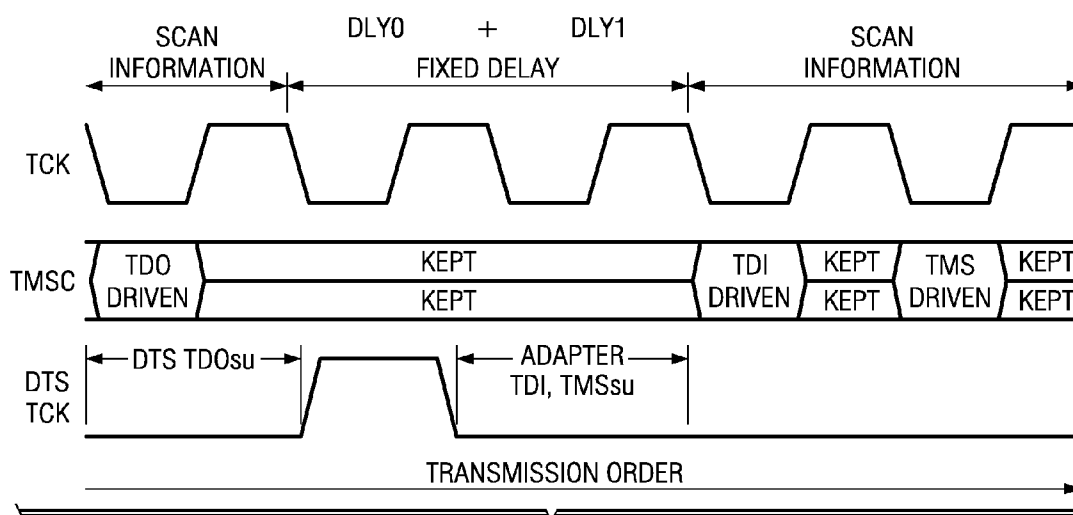 SCAN
INFORMATION
DLY0 + DLY1
FIXED DELAY
SCAN
INFORMATION
TCK
TMSC
TDO
DRIVEN
KEPT
KEPT
TDI
DRIVEN
KEPT
KEPT
TMS
DRIVEN
KEPT
KEPT
DTS
TCK
DTS TDOsu
ADAPTER
TDI, TMSsu
TRANSMISSION ORDER